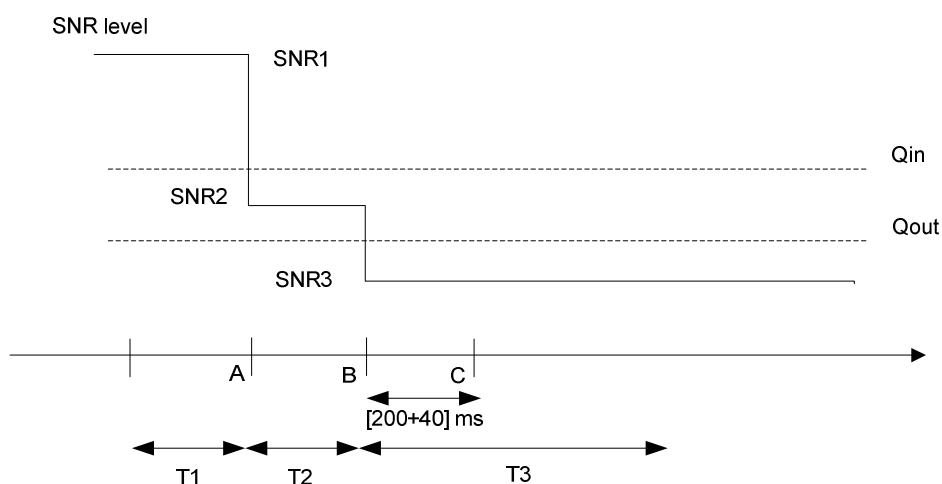 SNR level
SNR1
Qin
SNR2
Qout
SNR3
A
B
C
[200+40] ms
T1
T2
T3